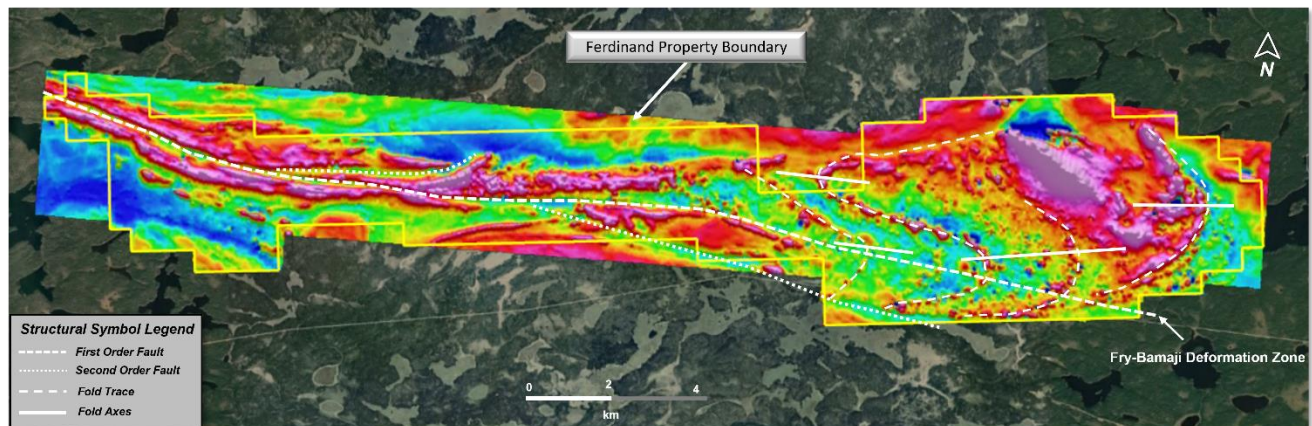 Ferdinand Property Boundary
N
Structural Symbol Legend
First Order Fault
Second Order Fault
Fold Trace
Fold Axes
0 2 4
km
Fry-Bamaji Deformation Zone